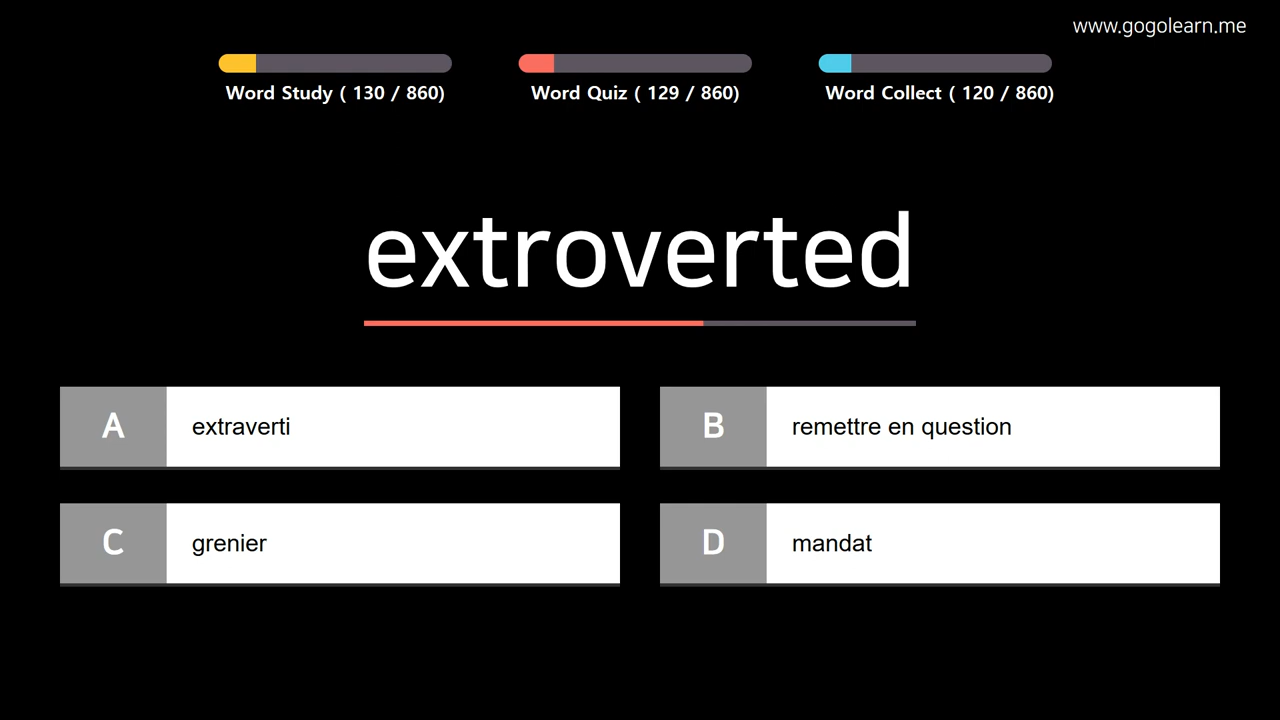 www.gogolearn.me
Word Study ( 130 / 860)
Word Quiz ( 129 / 860)
Word Collect ( 120 / 860)
extroverted
A extraverti
B remettre en question
C grenier
D mandat